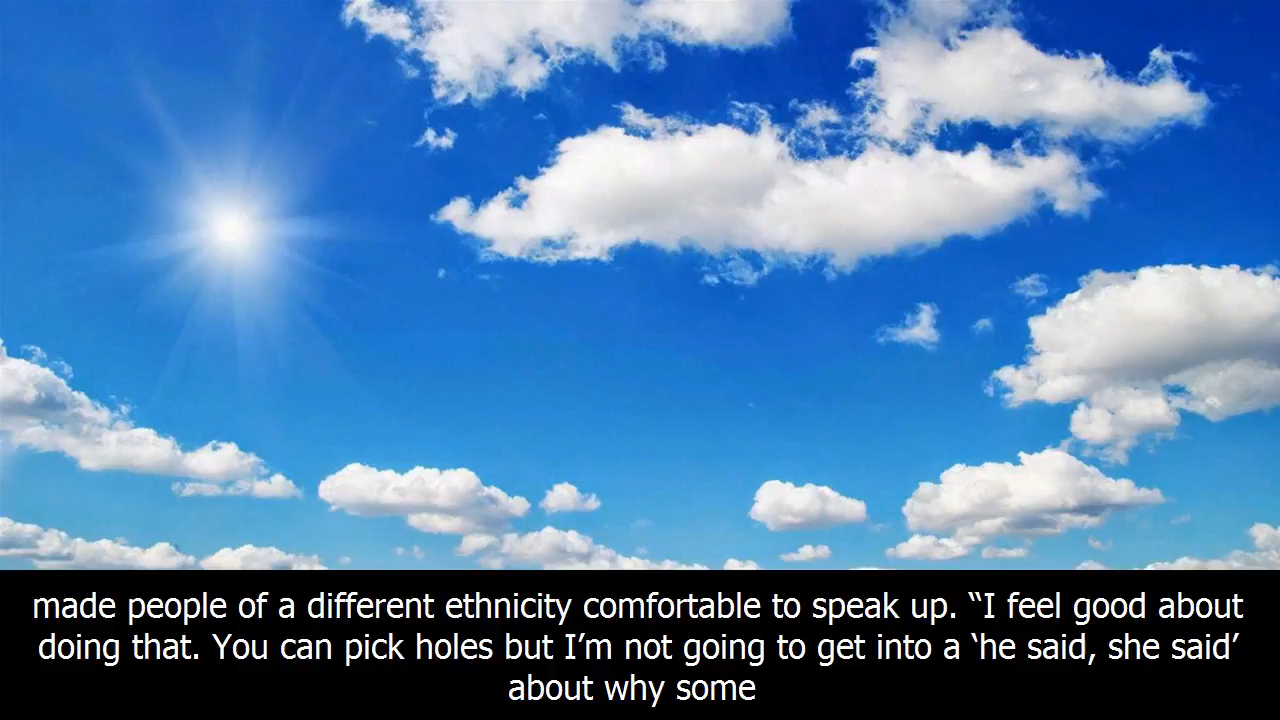 made people of a different ethnicity comfortable to speak up. “I feel good about
doing that. You can pick holes but I’m not going to get into a ‘he said, she said’
about why some